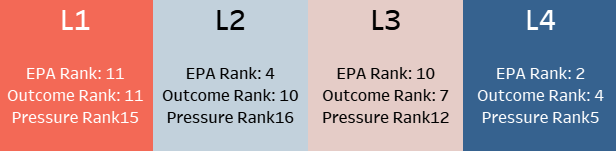 L1
EPA Rank: 11
Outcome Rank: 11
Pressure Rank15
L2
EPA Rank: 4
Outcome Rank: 10
Pressure Rank16
L3
EPA Rank: 10
Outcome Rank: 7
Pressure Rank12
L4
EPA Rank: 2
Outcome Rank: 4
Pressure Rank5